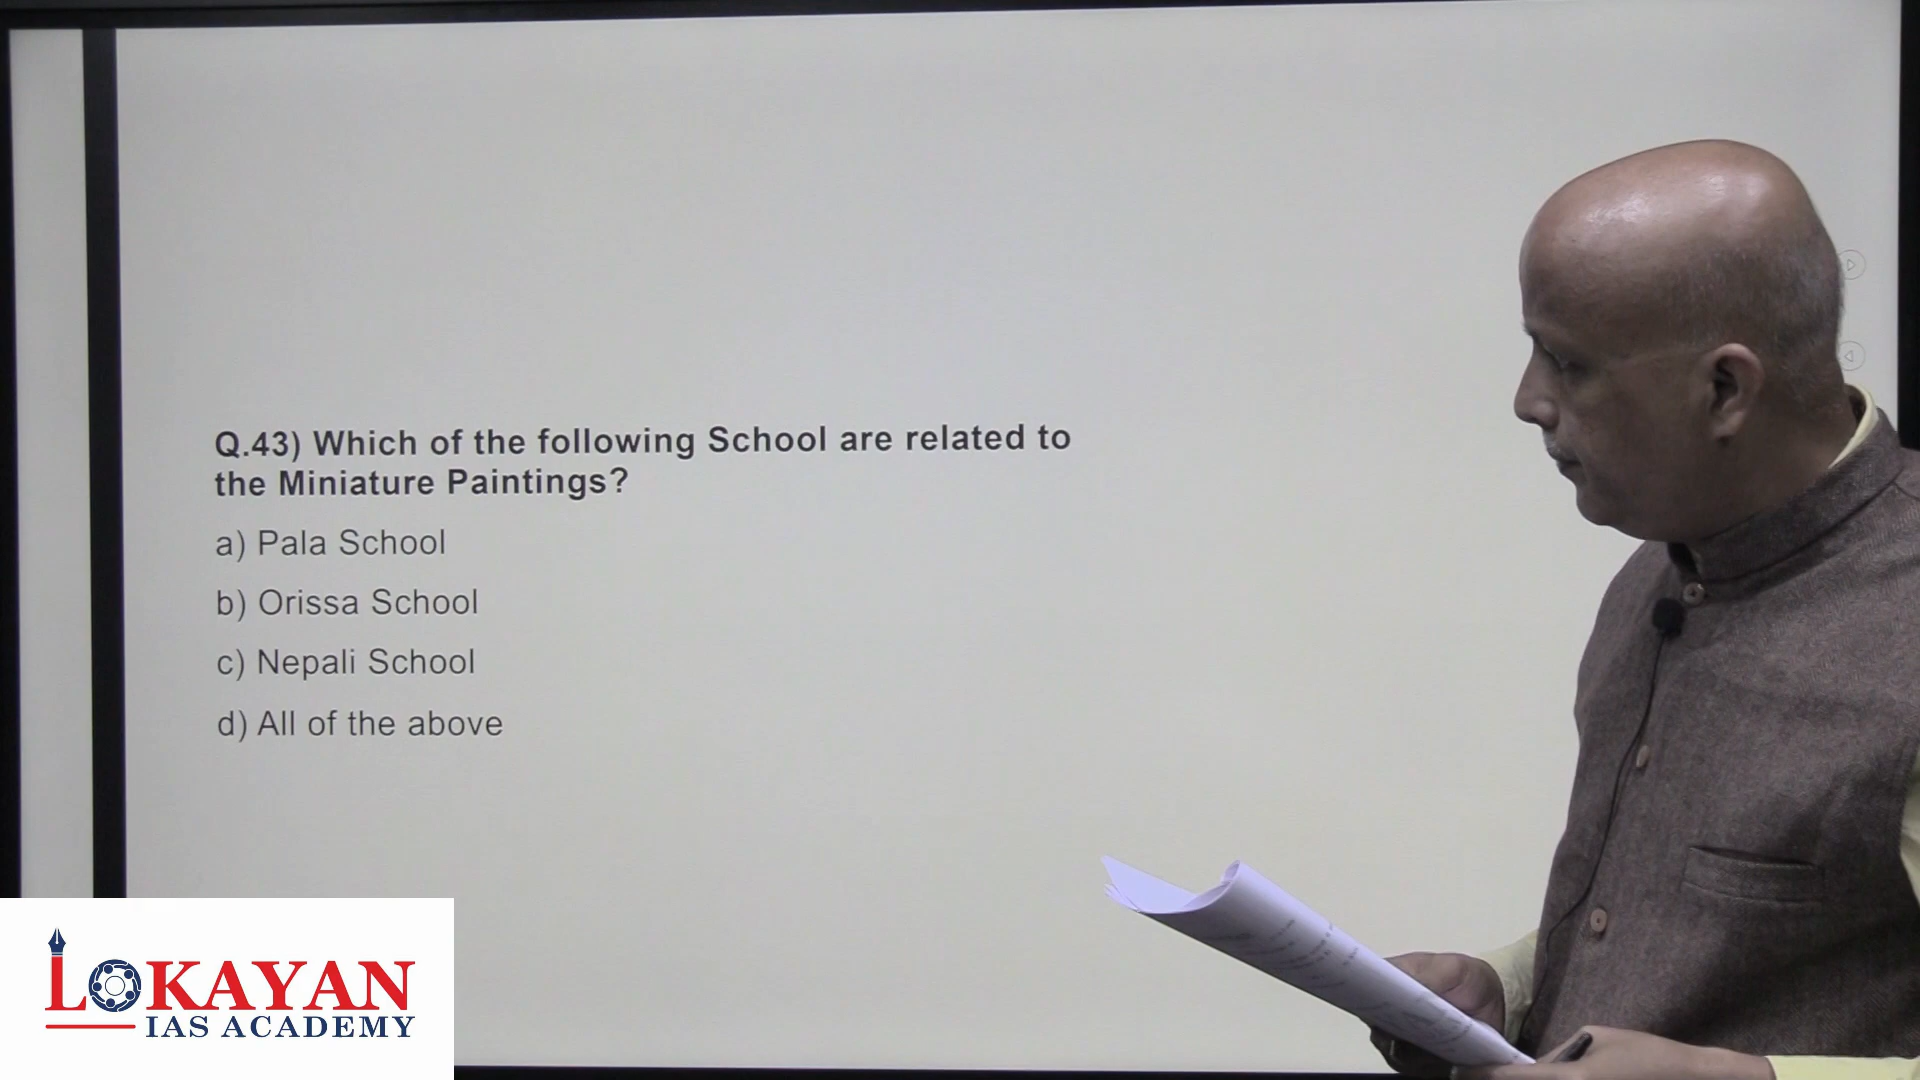 Q.43) Which of the following School are related to
the Miniature Paintings?
a) Pala School
b) Orissa School
c) Nepali School
d) All of the above
LOKAYAN
IAS ACADEMY